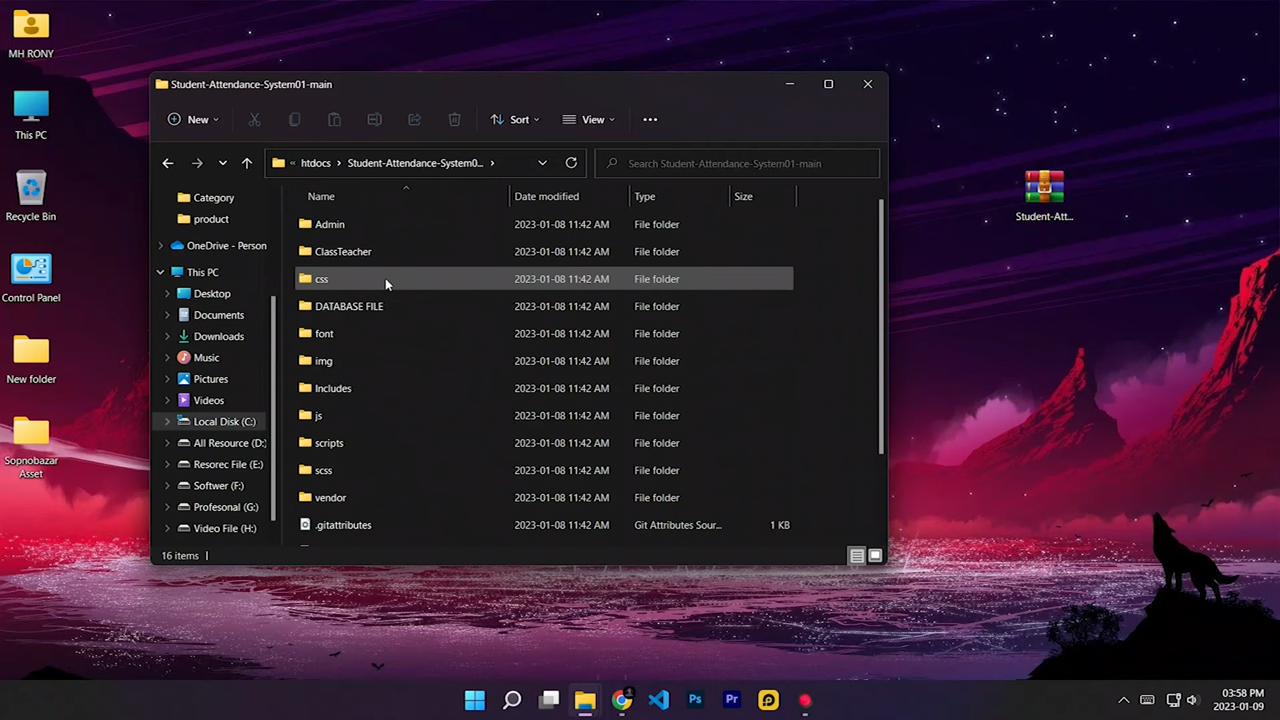 MH RONY
This PC
Recycle Bin
Control Panel
New folder
Sopnobazar
Asset
Student-Attendance-System01-main
New
Sort
View
« htdocs › Student-Attendance-System0... ›
Search Student-Attendance-System01-main
Category
product
OneDrive - Person
This PC
Desktop
Documents
Downloads
Music
Pictures
Videos
Local Disk (C:)
All Resource (D:)
Resorec File (E:)
Softwer (F:)
Profesonal (G:)
Video File (H:)
Name Date modified Type Size
Admin 2023-01-08 11:42 AM File folder
ClassTeacher 2023-01-08 11:42 AM File folder
css 2023-01-08 11:42 AM File folder
DATABASE FILE 2023-01-08 11:42 AM File folder
font 2023-01-08 11:42 AM File folder
img 2023-01-08 11:42 AM File folder
Includes 2023-01-08 11:42 AM File folder
js 2023-01-08 11:42 AM File folder
scripts 2023-01-08 11:42 AM File folder
scss 2023-01-08 11:42 AM File folder
vendor 2023-01-08 11:42 AM File folder
.gitattributes 2023-01-08 11:42 AM Git Attributes Sour... 1 KB
16 items
Student-Att...
1
Ps
Pr
03:58 PM
2023-01-09